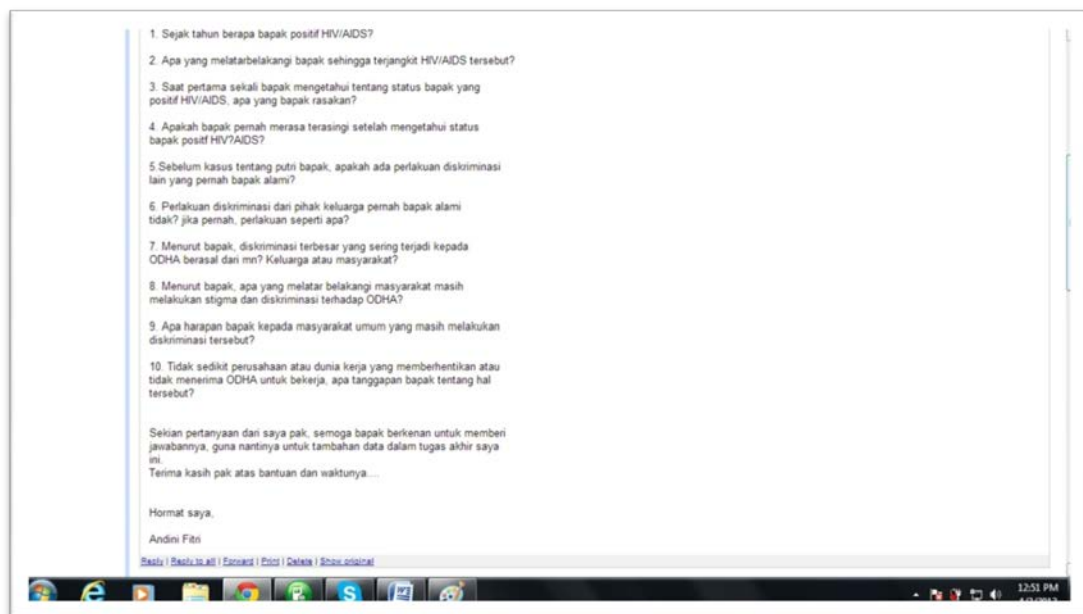 1. Sejak tahun berapa bapak positif HIV/AIDS?
2. Apa yang melatarbelakangi bapak sehingga terjangkit HIV/AIDS tersebut?
3. Saat pertama sekali bapak mengetahui tentang status bapak yang
positif HIV/AIDS, apa yang bapak rasakan?
4. Apakah bapak pernah merasa terasingi setelah mengetahui status
bapak positf HIV?AIDS?
5.Sebelum kasus tentang putri bapak, apakah ada perlakuan diskriminasi
lain yang pernah bapak alami?
6. Perlakuan diskriminasi dari pihak keluarga pernah bapak alami
tidak? jika pernah, perlakuan seperti apa?
7. Menurut bapak, diskriminasi terbesar yang sering terjadi kepada
ODHA berasal dari mn? Keluarga atau masyarakat?
8. Menurut bapak, apa yang melatar belakangi masyarakat masih
melakukan stigma dan diskriminasi terhadap ODHA?
9. Apa harapan bapak kepada masyarakat umum yang masih melakukan
diskriminasi tersebut?
10. Tidak sedikit perusahaan atau dunia kerja yang memberhentikan atau
tidak menerima ODHA untuk bekerja, apa tanggapan bapak tentang hal
tersebut?
Sekian pertanyaan dari saya pak, semoga bapak berkenan untuk memberi
jawabannya, guna nantinya untuk tambahan data dalam tugas akhir saya
ini.
Terima kasih pak atas bantuan dan waktunya....
Hormat saya,
Andini Fitri
Reply | Reply to all | Forward | Print | Delete | Show original
12:51 PM